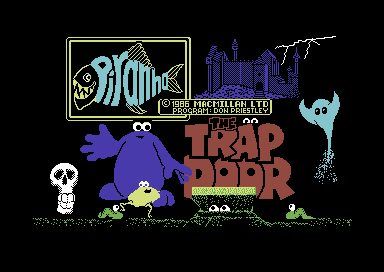 Piranha
© 1986 MACMILLAN LTD
PROGRAM: DON PRIESTLEY
THE
TRAP
DOOR